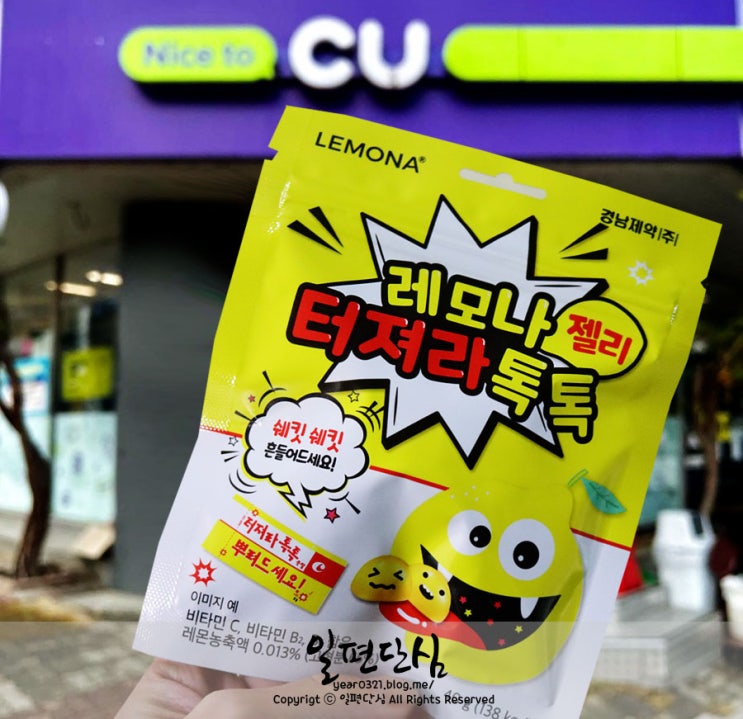 Nice to CU
LEMONA®
경남제약(주)
레모나
터져라톡톡
젤리
쉐킷 쉐킷
흔들어드세요!
터져라톡톡
뿌려드세요!
이미지 예
비타민 C, 비타민 B2,
레몬농축액 0.013%
일편단심
year0321.blog.me/
Copyrigt ⓒ 일편단심 All Rights Reserved
(138 kc